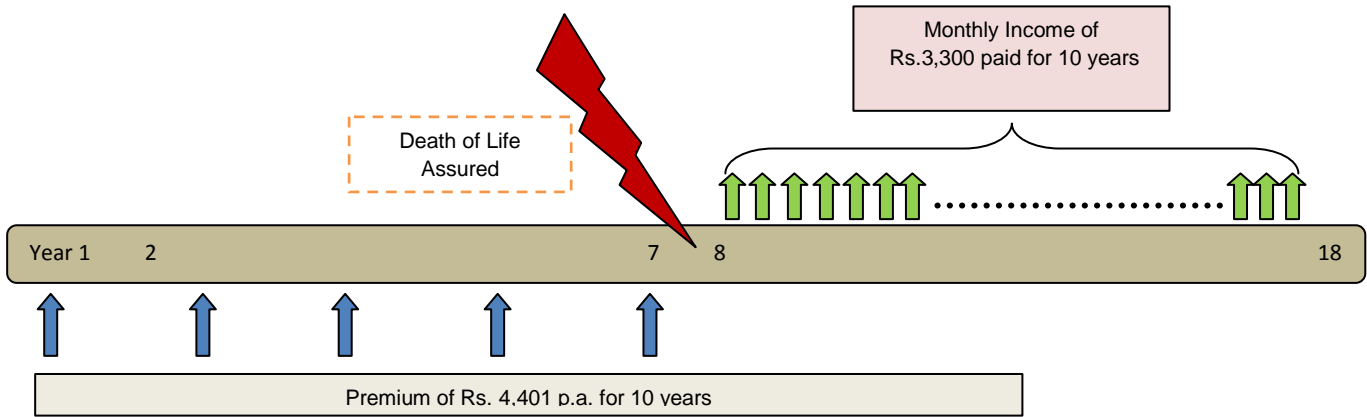 Monthly Income of
Rs.3,300 paid for 10 years
Death of Life
Assured
Year 1 2 7 8 18
Premium of Rs. 4,401 p.a. for 10 years